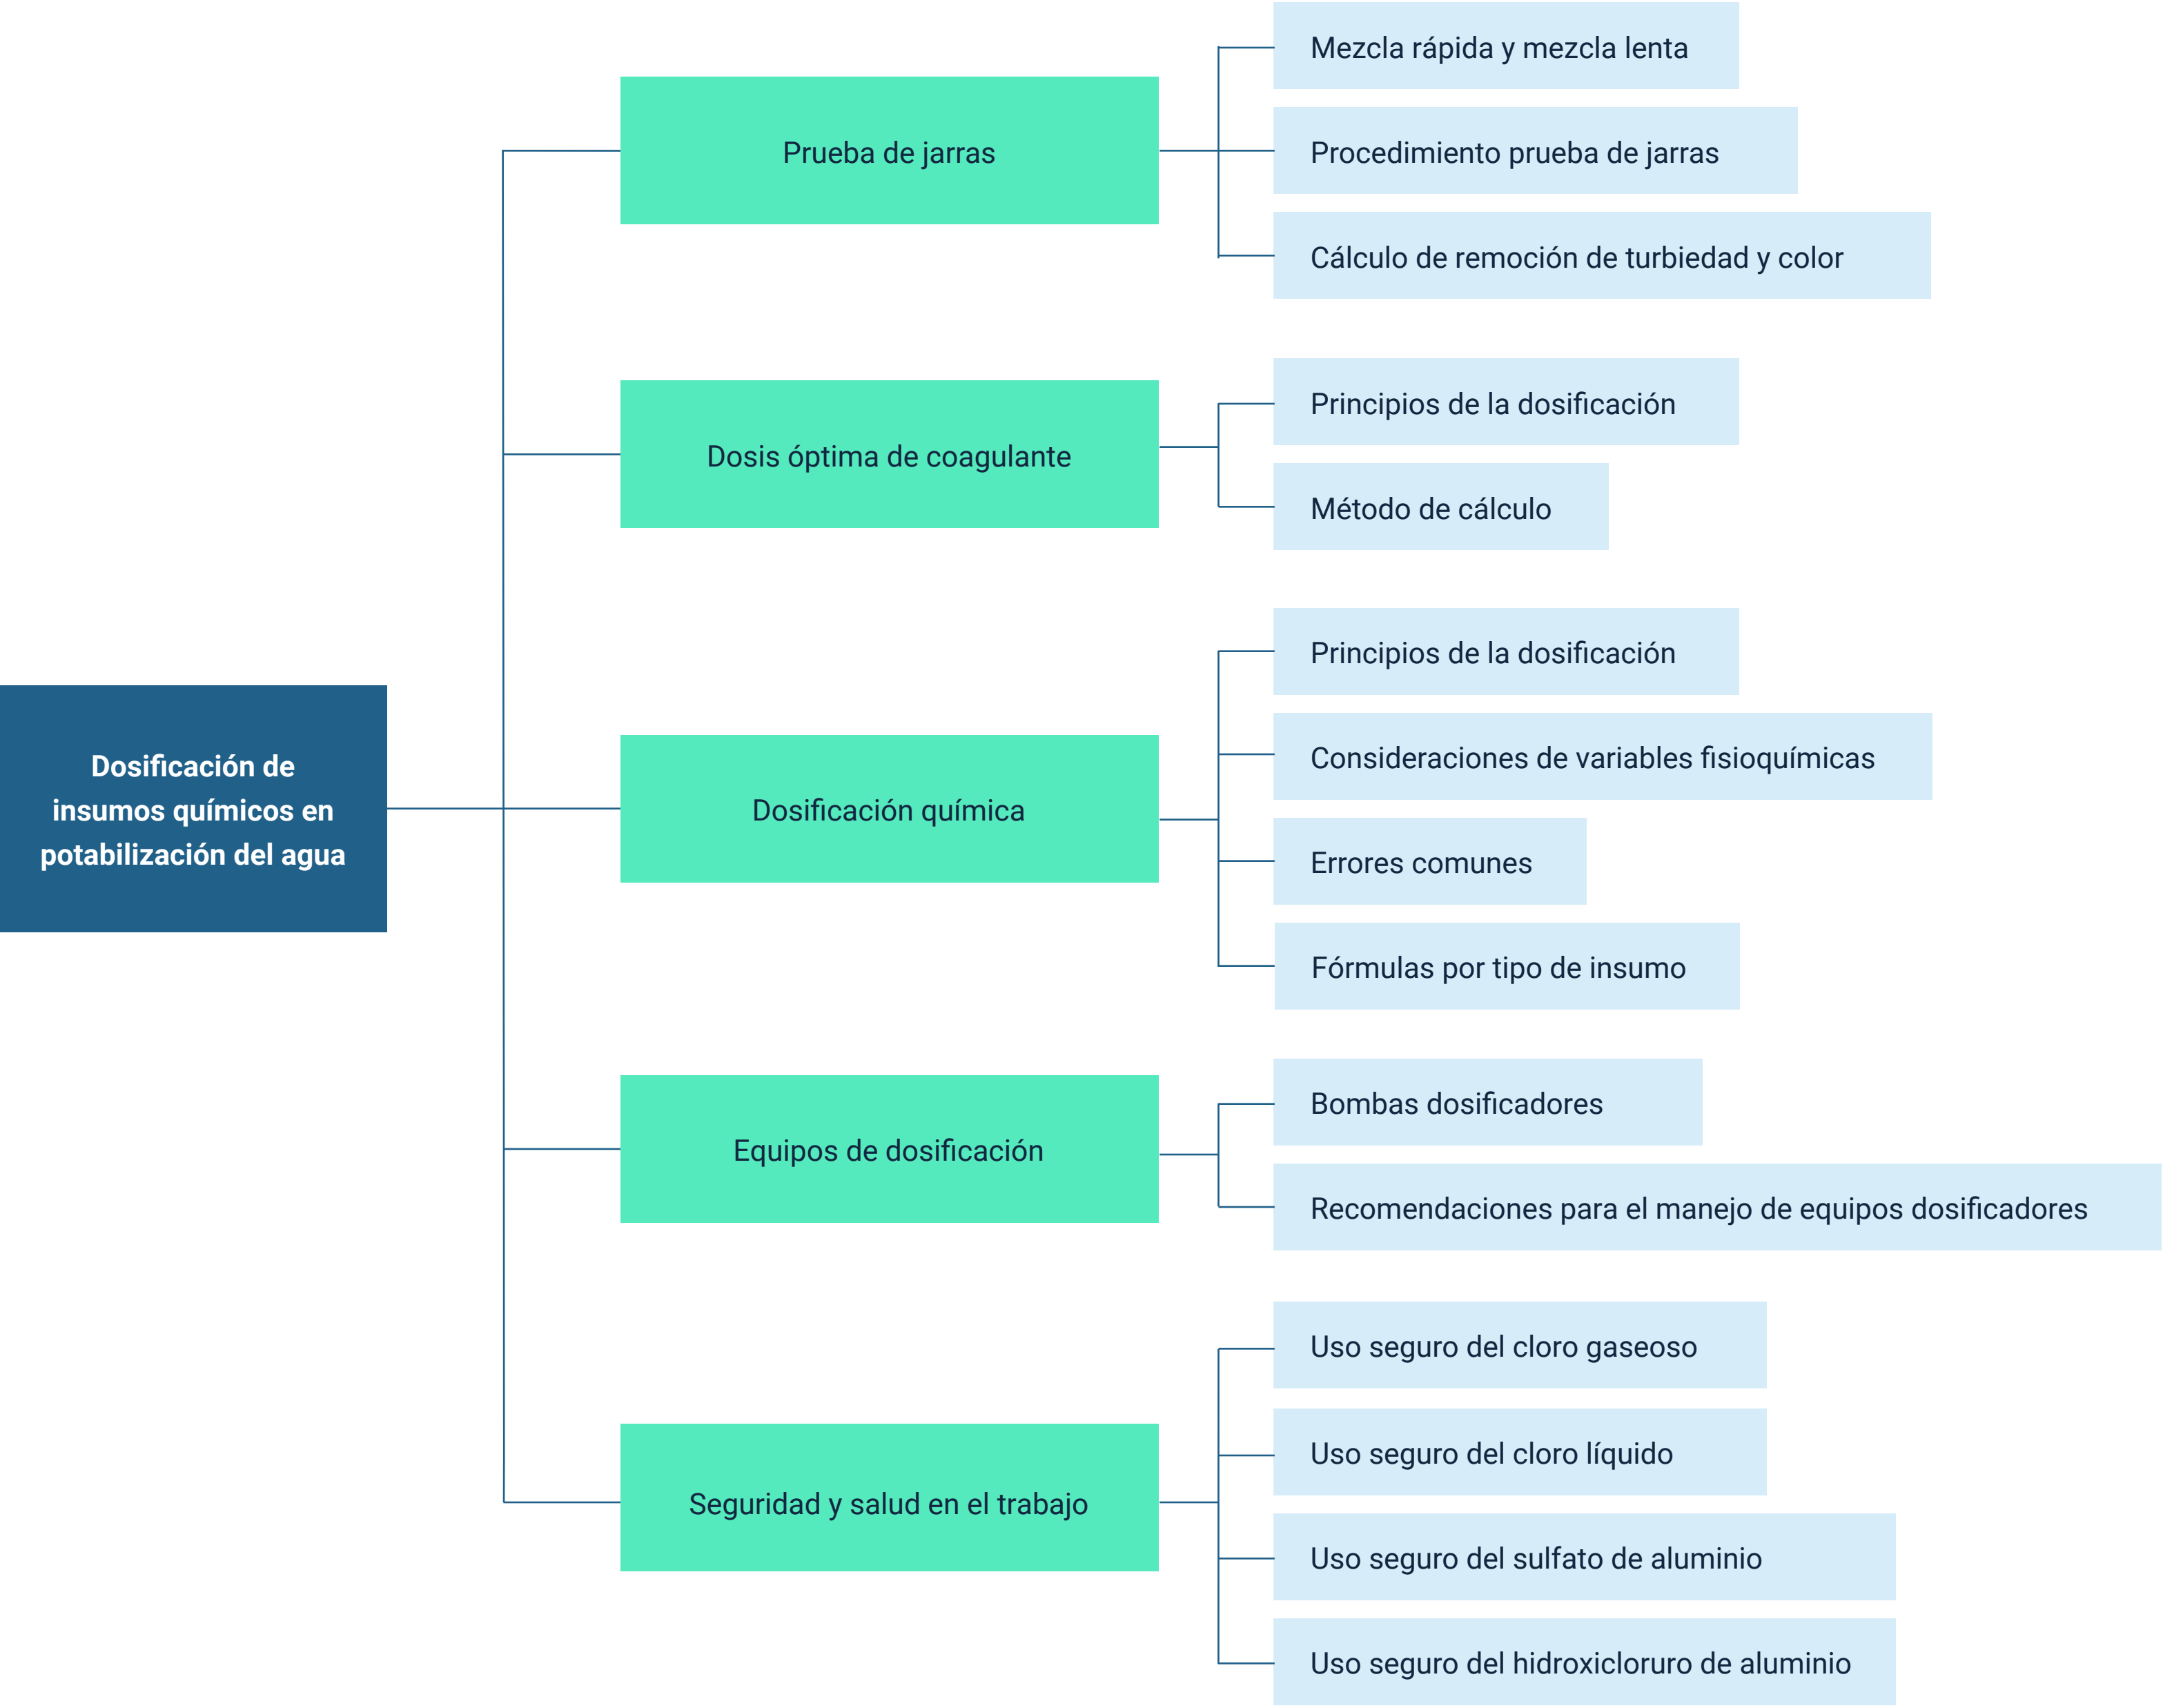 Dosificación de
insumos químicos en
potabilización del agua
Prueba de jarras
Mezcla rápida y mezcla lenta
Procedimiento prueba de jarras
Cálculo de remoción de turbiedad y color
Dosis óptima de coagulante
Principios de la dosificación
Método de cálculo
Dosificación química
Principios de la dosificación
Consideraciones de variables fisioquímicas
Errores comunes
Fórmulas por tipo de insumo
Equipos de dosificación
Bombas dosificadores
Recomendaciones para el manejo de equipos dosificadores
Seguridad y salud en el trabajo
Uso seguro del cloro gaseoso
Uso seguro del cloro líquido
Uso seguro del sulfato de aluminio
Uso seguro del hidroxicloruro de aluminio